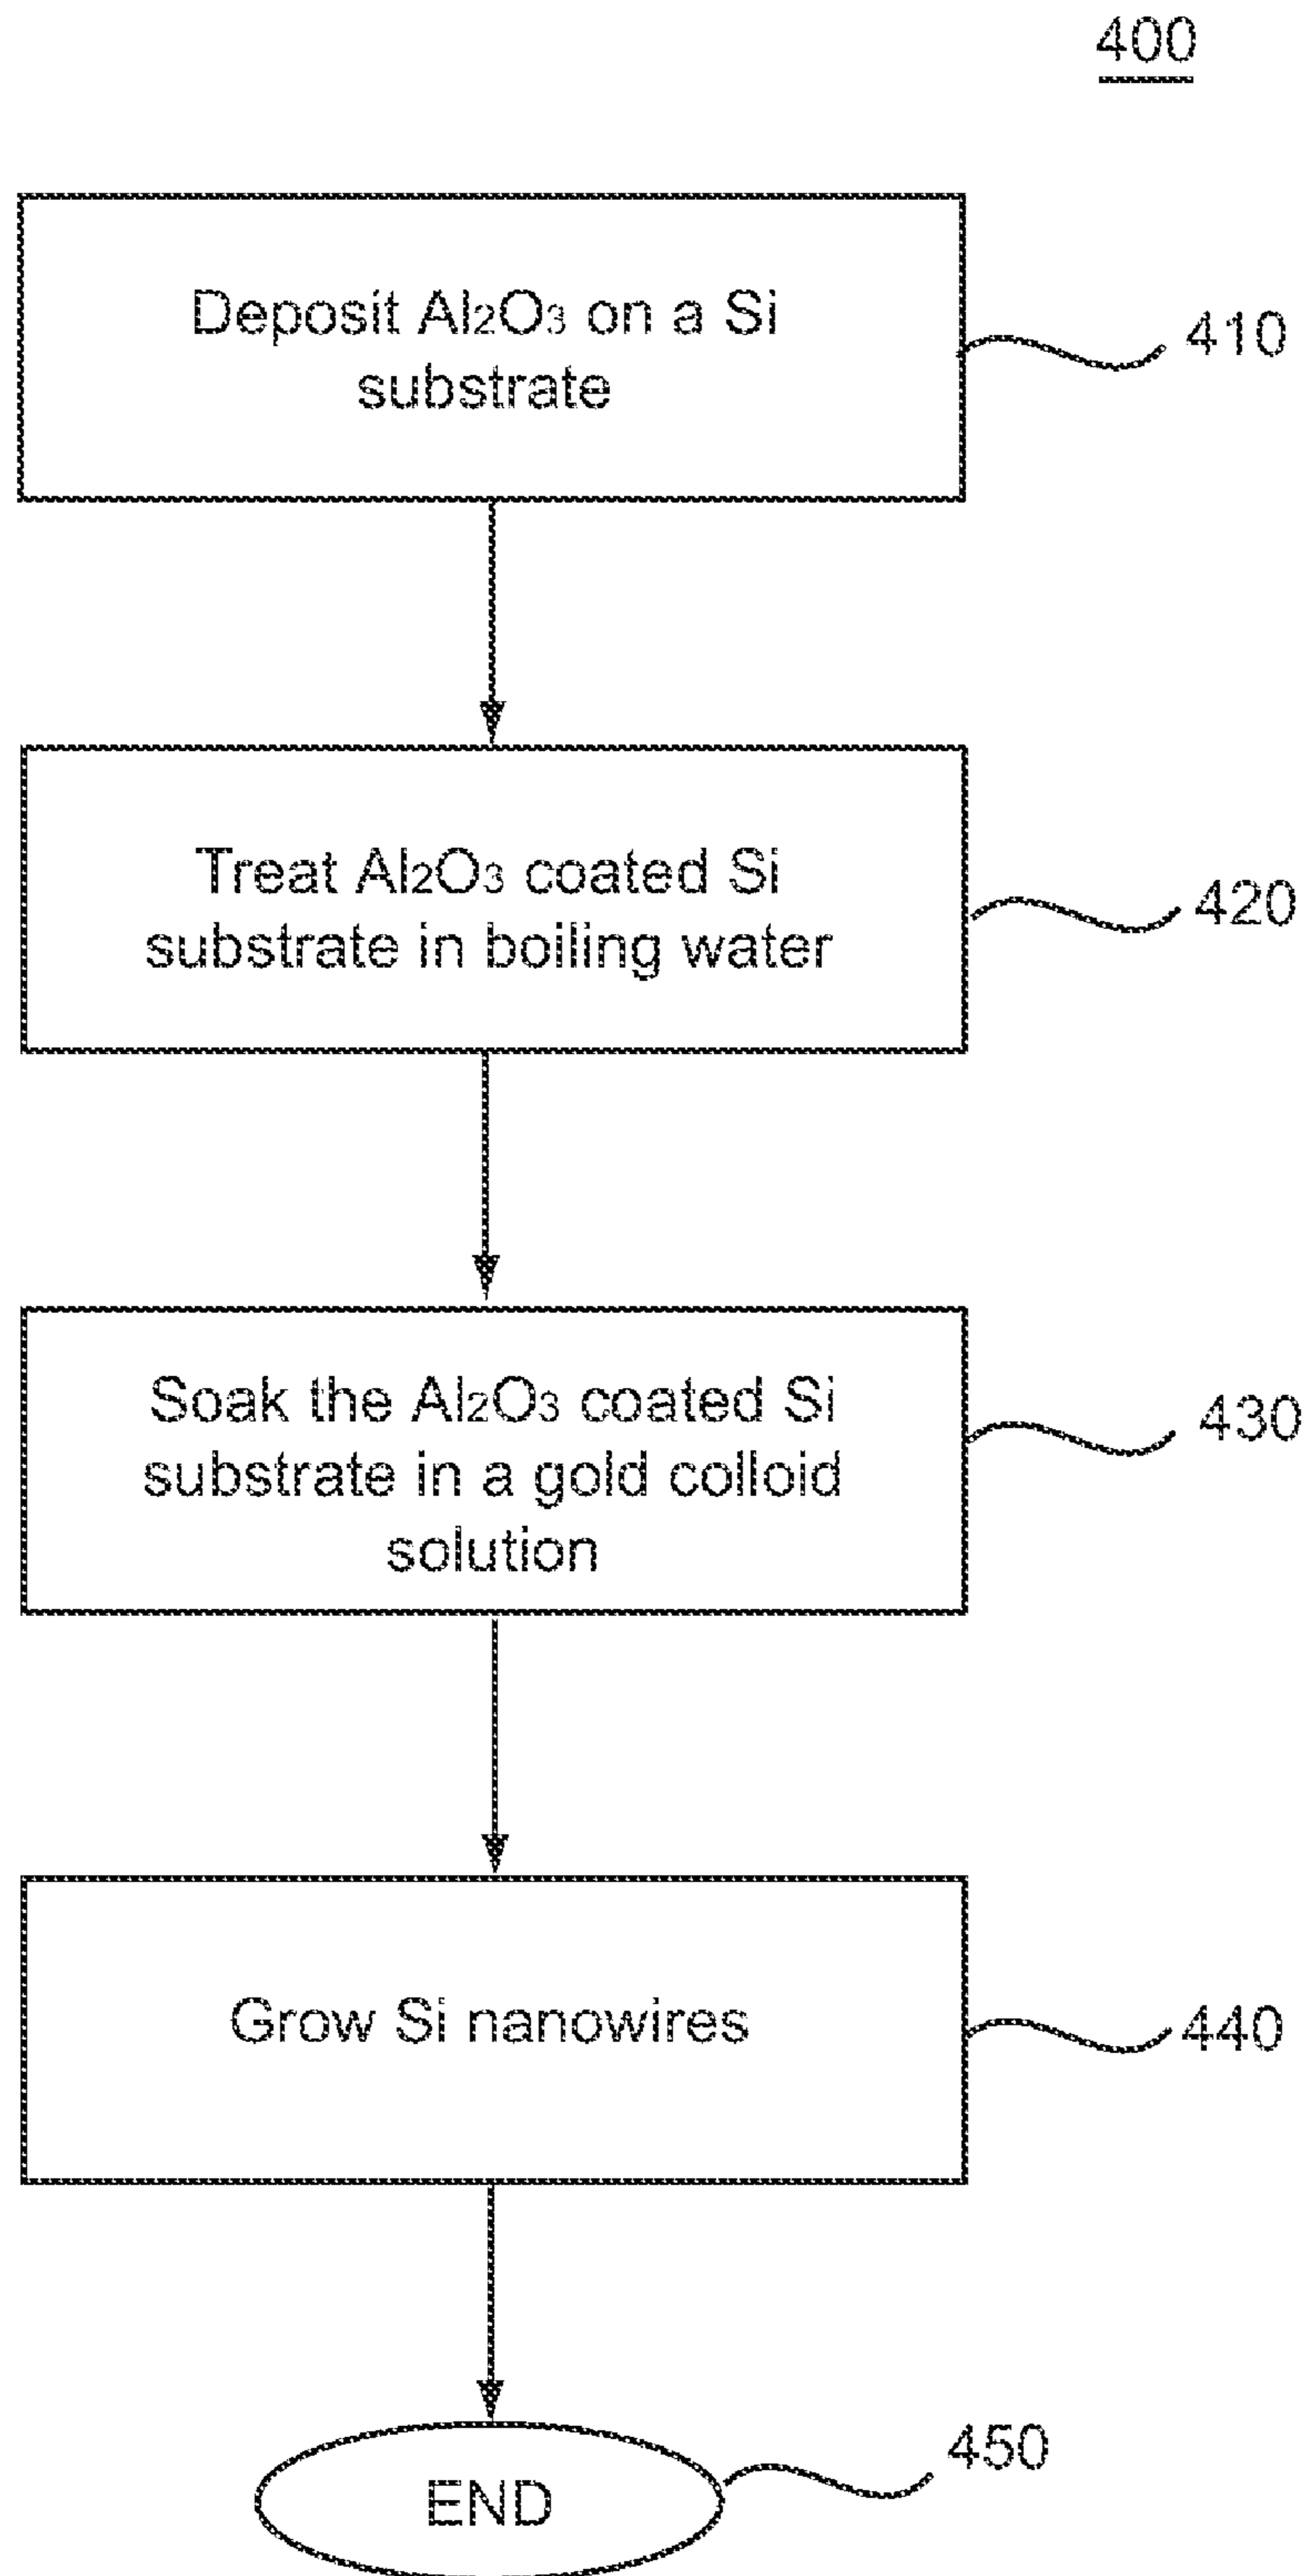 400
Deposit Al₂O₃ on a Si
substrate
410
Treat Al₂O₃ coated Si
substrate in boiling water
420
Soak the Al₂O₃ coated Si
substrate in a gold colloid
solution
430
Grow Si nanowires
440
END
450